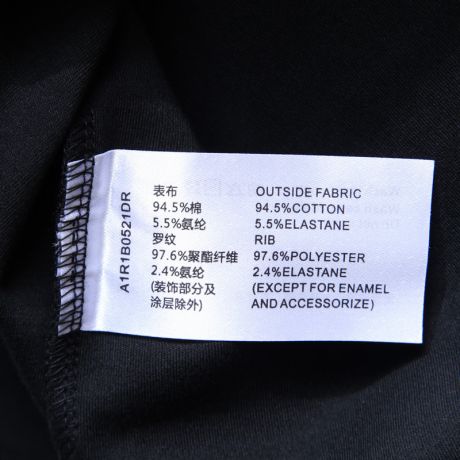 A1R1B0521DR
表布
94.5%棉
5.5%氨纶
罗纹
97.6%聚酯纤维
2.4%氨纶
(装饰部分及
涂层除外)
OUTSIDE FABRIC
94.5%COTTON
5.5%ELASTANE
RIB
97.6%POLYESTER
2.4%ELASTANE
(EXCEPT FOR ENAMEL
AND ACCESSORIZE)